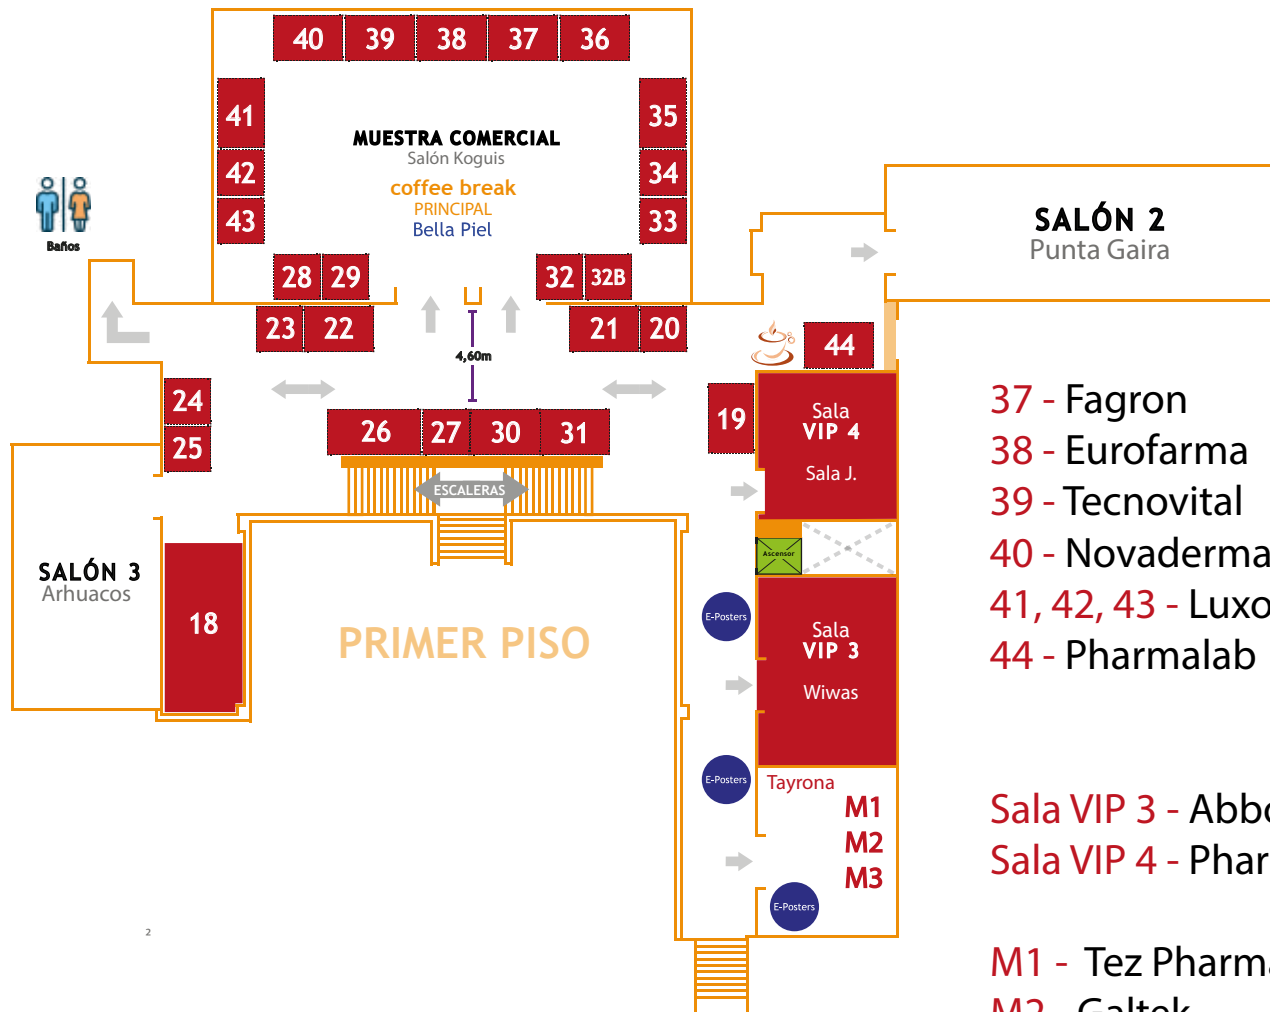 40 39 38 37 36
41
35
MUESTRA COMERCIAL
Salón Koguis
42
34
coffee break
PRINCIPAL
Bella Piel
43
33
Baños
SALÓN 2
Punta Gaira
28 29
32 32B
23 22
21 20
4,60m
44
24
25
26 27 30 31
19
Sala
VIP 4
Sala J.
ESCALERAS
Ascensor
SALÓN 3
Arhuacos
18
PRIMER PISO
E-Posters
Sala
VIP 3
Wiwas
E-Posters
Tayrona
M1
M2
M3
E-Posters
2
37 - Fagron
38 - Eurofarma
39 - Tecnovital
40 - Novaderma
41, 42, 43 - Luxo
44 - Pharmalab
Sala VIP 3 - Abbo
Sala VIP 4 - Phar
M1 - Tez Pharma
M2 - Galtek